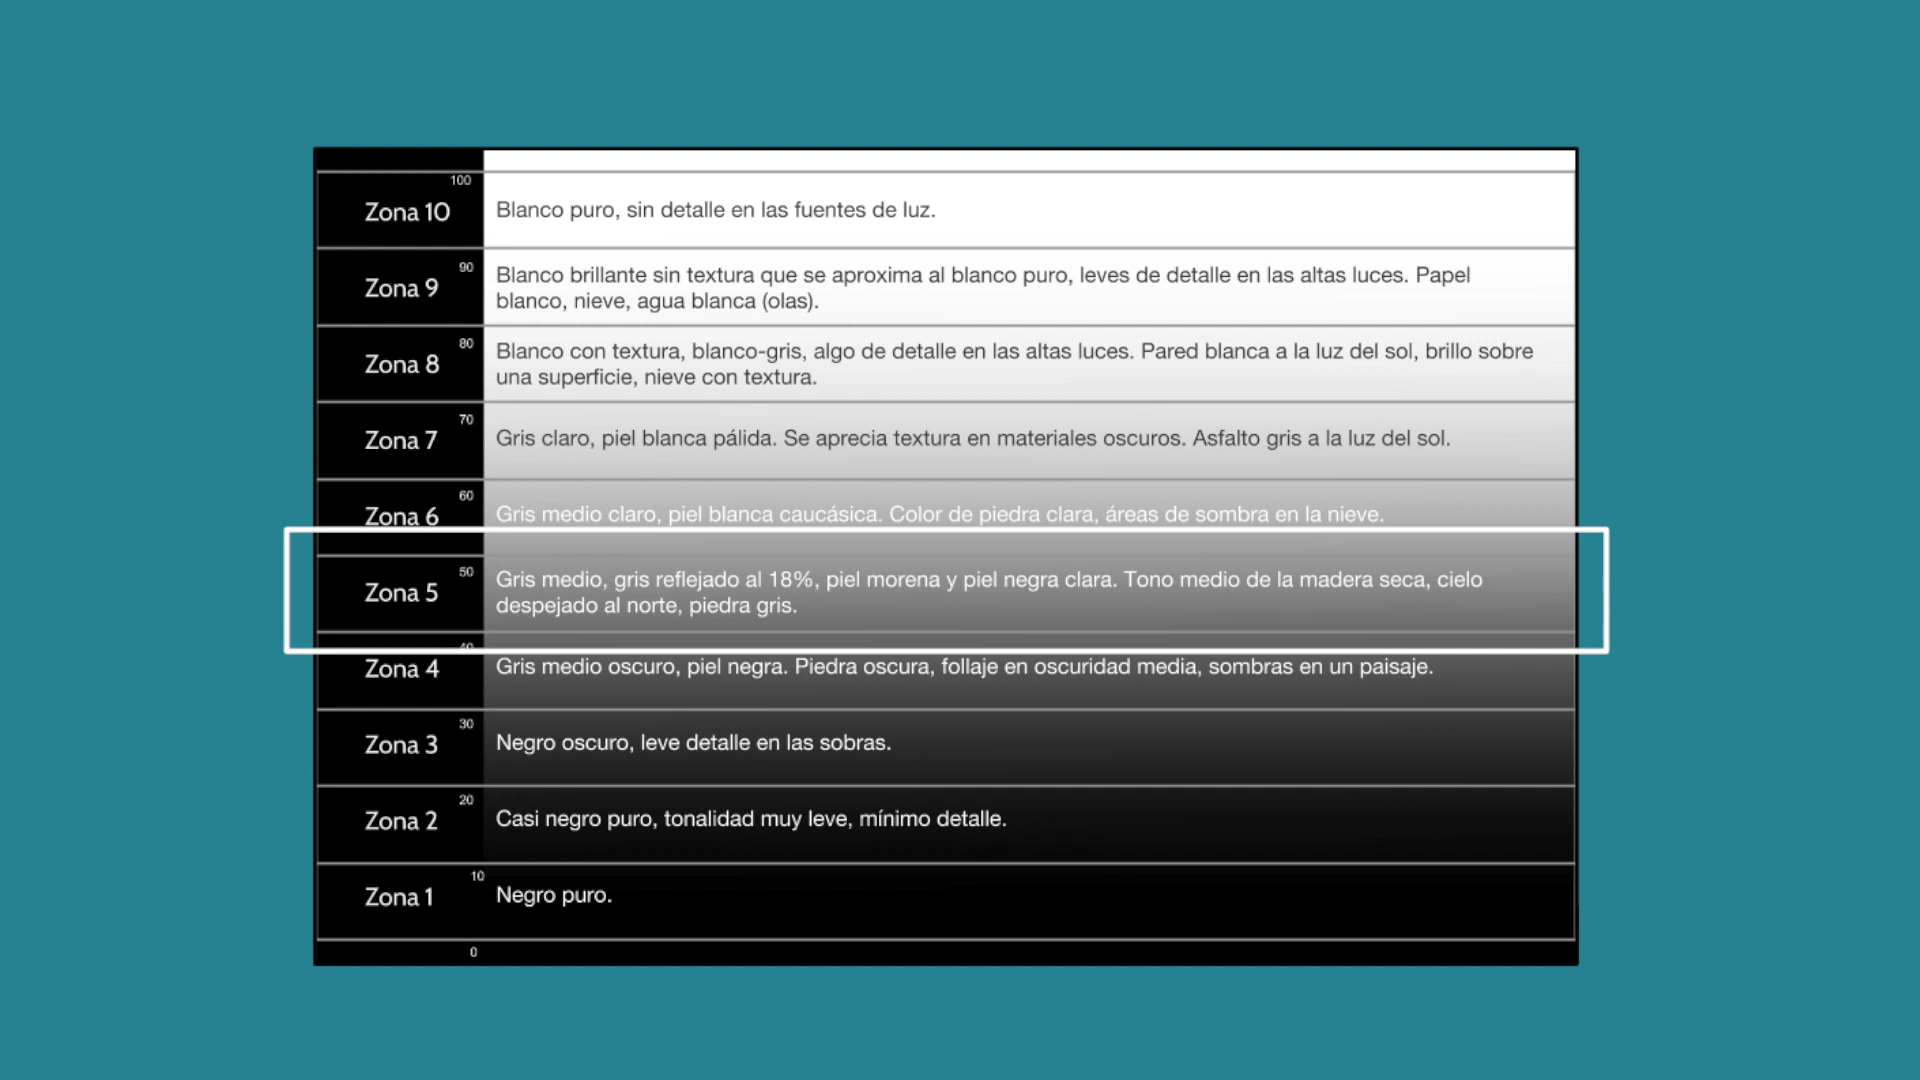 100
Zona 10
Blanco puro, sin detalle en las fuentes de luz.
90
Zona 9
Blanco brillante sin textura que se aproxima al blanco puro, leves de detalle en las altas luces. Papel
blanco, nieve, agua blanca (olas).
80
Zona 8
Blanco con textura, blanco-gris, algo de detalle en las altas luces. Pared blanca a la luz del sol, brillo sobre
una superficie, nieve con textura.
70
Zona 7
Gris claro, piel blanca pálida. Se aprecia textura en materiales oscuros. Asfalto gris a la luz del sol.
60
Zona 6
Gris medio claro, piel blanca caucásica. Color de piedra clara, áreas de sombra en la nieve.
50
Zona 5
Gris medio, gris reflejado al 18%, piel morena y piel negra clara. Tono medio de la madera seca, cielo
despejado al norte, piedra gris.
40
Zona 4
Gris medio oscuro, piel negra. Piedra oscura, follaje en oscuridad media, sombras en un paisaje.
30
Zona 3
Negro oscuro, leve detalle en las sobras.
20
Zona 2
Casi negro puro, tonalidad muy leve, mínimo detalle.
10
Zona 1
Negro puro.
0